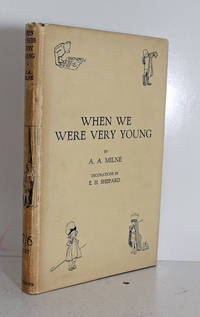 WHEN WE
WERE VERY YOUNG
BY
A. A. MILNE
DECORATIONS BY
E. H. SHEPARD